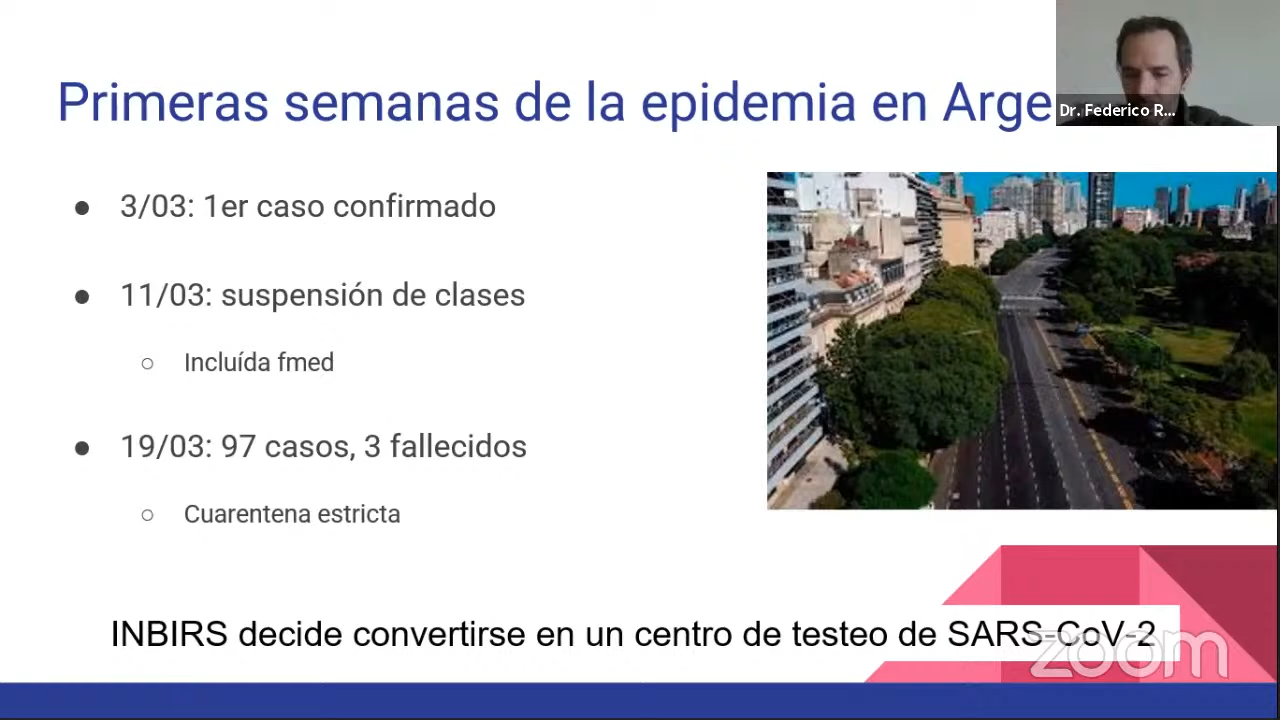 Primeras semanas de la epidemia en Arge
Dr. Federico R...
● 3/03: 1er caso confirmado
● 11/03: suspensión de clases
○ Incluída fmed
● 19/03: 97 casos, 3 fallecidos
○ Cuarentena estricta
INBIRS decide convertirse en un centro de testeo de SARS-CoV-2
zoom